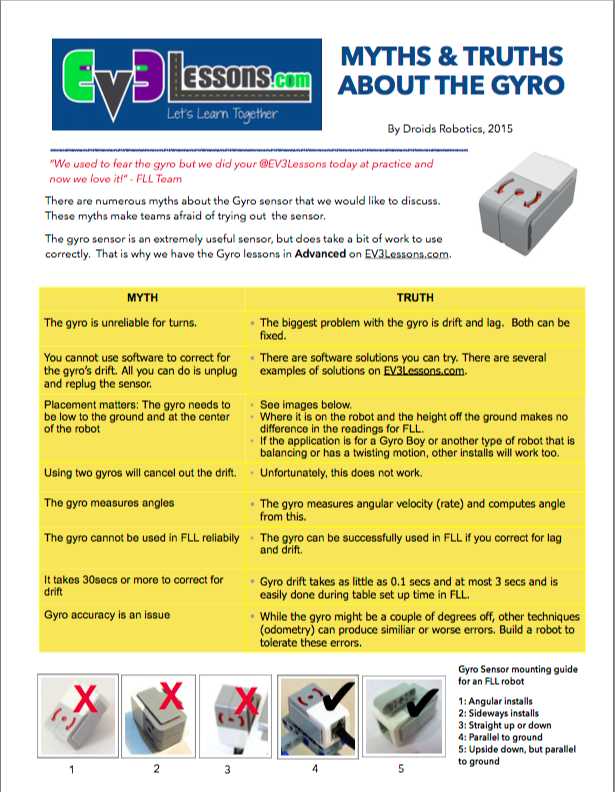 Ev3Lessons.com
Let's Learn Together
MYTHS & TRUTHS
ABOUT THE GYRO
By Droids Robotics, 2015
"We used to fear the gyro but we did your @EV3Lessons today at practice and
now we love it!" - FLL Team
There are numerous myths about the Gyro sensor that we would like to discuss.
These myths make teams afraid of trying out the sensor.
The gyro sensor is an extremely useful sensor, but does take a bit of work to use
correctly. That is why we have the Gyro lessons in Advanced on EV3Lessons.com.
MYTH
TRUTH
The gyro is unreliable for turns.
• The biggest problem with the gyro is drift and lag. Both can be
fixed.
You cannot use software to correct for
the gyro's drift. All you can do is unplug
and replug the sensor.
• There are software solutions you can try. There are several
examples of solutions on EV3Lessons.com.
Placement matters: The gyro needs to
be low to the ground and at the center
of the robot
• See images below.
• Where it is on the robot and the height off the ground makes no
difference in the readings for FLL.
• If the application is for a Gyro Boy or another type of robot that is
balancing or has a twisting motion, other installs will work too.
Using two gyros will cancel out the drift.
• Unfortunately, this does not work.
The gyro measures angles
• The gyro measures angular velocity (rate) and computes angle
from this.
The gyro cannot be used in FLL reliabily
• The gyro can be successfully used in FLL if you correct for lag
and drift.
It takes 30secs or more to correct for
drift
• Gyro drift takes as little as 0.1 secs and at most 3 secs and is
easily done during table set up time in FLL.
Gyro accuracy is an issue
• While the gyro might be a couple of degrees off, other techniques
(odometry) can produce similiar or worse errors. Build a robot to
tolerate these errors.
X
X
X
1
2
3
4
5
Gyro Sensor mounting guide
for an FLL robot
1: Angular installs
2: Sideways installs
3: Straight up or down
4: Parallel to ground
5: Upside down, but parallel
to ground